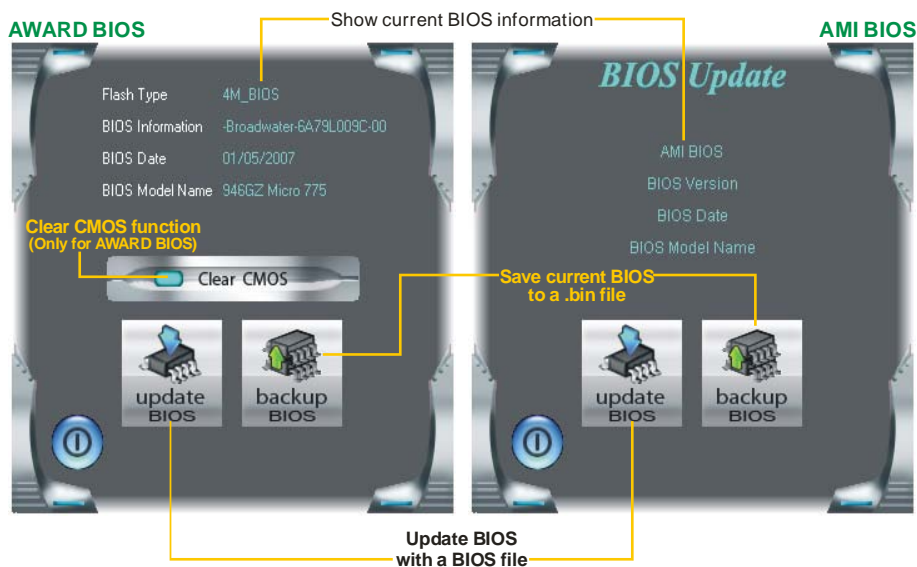 Show current BIOS information
AWARD BIOS
AMI BIOS
Flash Type 4M_BIOS
BIOS Information -Broadwater-6A79L009C-00
BIOS Date 01/05/2007
BIOS Model Name 946GZ Micro 775
Clear CMOS function
(Only for AWARD BIOS)
Clear CMOS
update
BIOS
backup
BIOS
BIOS Update
AMI BIOS
BIOS Version
BIOS Date
BIOS Model Name
Save current BIOS
to a .bin file
update
BIOS
backup
BIOS
Update BIOS
with a BIOS file